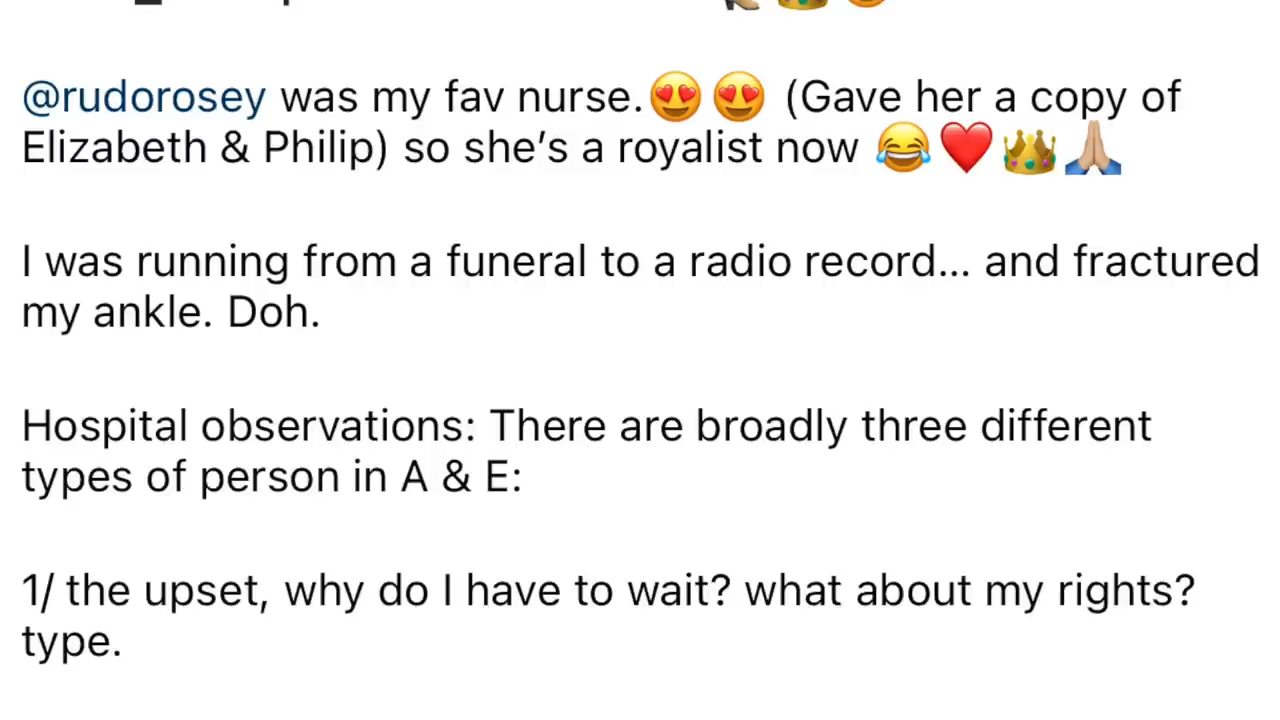 @rudorosey was my fav nurse.😍😍 (Gave her a copy of
Elizabeth & Philip) so she’s a royalist now 😂❤️👑🙏🏼
I was running from a funeral to a radio record... and fractured
my ankle. Doh.
Hospital observations: There are broadly three different
types of person in A & E:
1/ the upset, why do I have to wait? what about my rights?
type.